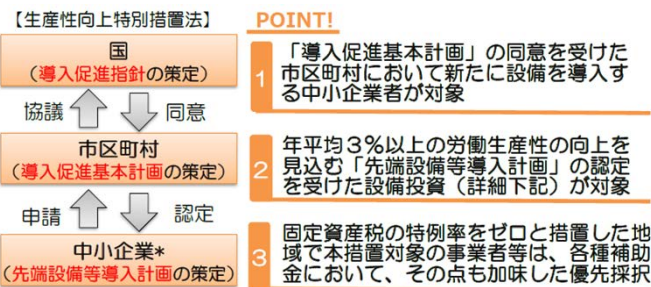 【生産性向上特別措置法】
国
（導入促進指針の策定）
協議
同意
市区町村
（導入促進基本計画の策定）
申請
認定
中小企業*
（先端設備等導入計画の策定）
POINT!
1
「導入促進基本計画」の同意を受けた
市区町村において新たに設備を導入す
る中小企業者が対象
2
年平均３％以上の労働生産性の向上を
見込む「先端設備等導入計画」の認定
を受けた設備投資（詳細下記）が対象
3
固定資産税の特例率をゼロと措置した地
域で本措置対象の事業者等は、各種補助
金において、その点も加味した優先採択